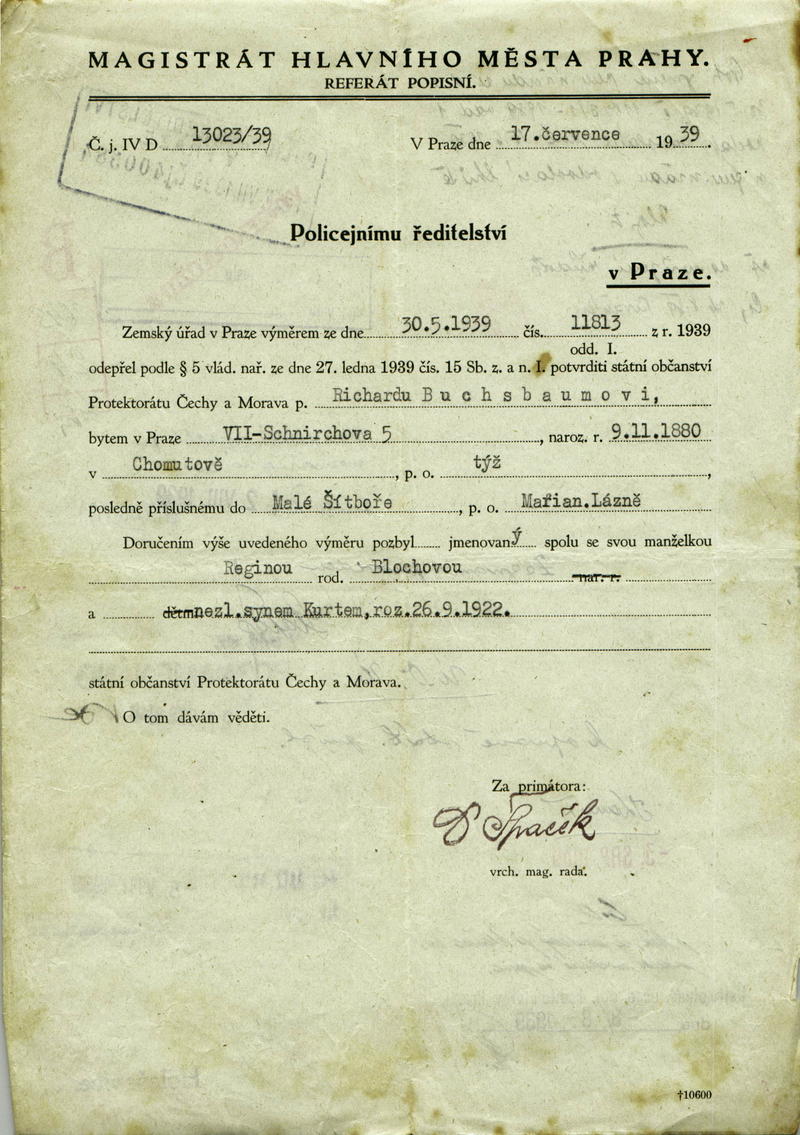 MAGISTRÁT HLAVNÍHO MĚSTA PRAHY.
REFERÁT POPISNÍ.
Č. j. IV D 13023/39 V Praze dne 17.července 1939.
Policejnímu ředitelství
v Praze.
Zemský úřad v Praze výměrem ze dne 30.5.1939 čís. 11813 z r. 1939
odd. I.
odepřel podle § 5 vlád. nař. ze dne 27. ledna 1939 čís. 15 Sb. z. a n. I. potvrditi státní občanství
Protektorátu Čechy a Morava p. Richardu Buchsbaumovi,
bytem v Praze VII-Schnirchova 5, naroz. r. 9.11.1880
v Chomutově, p. o. týž,
posledně příslušnému do Malé Šítboře, p. o. Mařian.Lázně
Doručením výše uvedeného výměru pozbyl jmenovaný spolu se svou manželkou
Reginou rod. Blochovou nar. r.
a dětmi nezl.synem Kurtem,roz.26.9.1922.
státní občanství Protektorátu Čechy a Morava.
O tom dávám věděti.
Za primátora:
vrch. mag. rada.
†10600